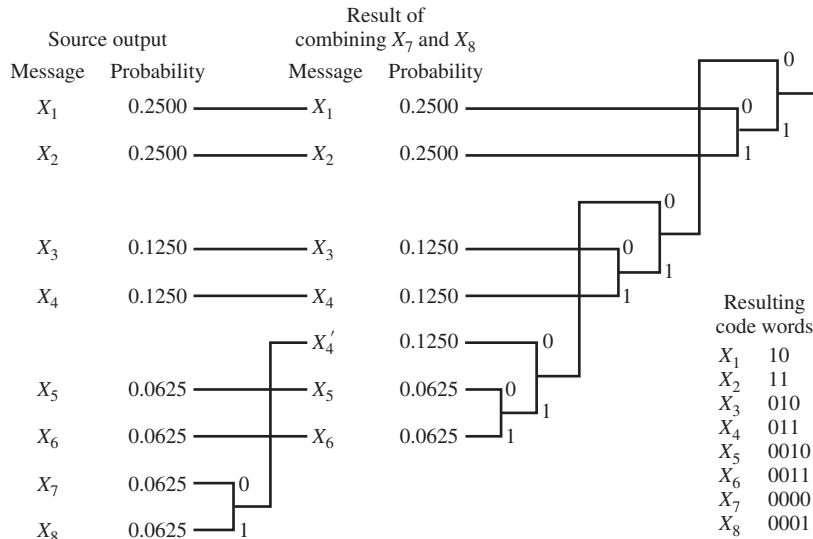 Result of
Source output combining X₇ and X₈
Message Probability Message Probability
X₁ 0.2500 X₁ 0.2500
X₂ 0.2500 X₂ 0.2500
X₃ 0.1250 X₃ 0.1250
X₄ 0.1250 X₄ 0.1250
X₄′ 0.1250
X₅ 0.0625 X₅ 0.0625
X₆ 0.0625 X₆ 0.0625
X₇ 0.0625
X₈ 0.0625
0
0
1
1
0
0
1
1
0
0
1
1
0
1
Resulting
code words
X₁ 10
X₂ 11
X₃ 010
X₄ 011
X₅ 0010
X₆ 0011
X₇ 0000
X₈ 0001